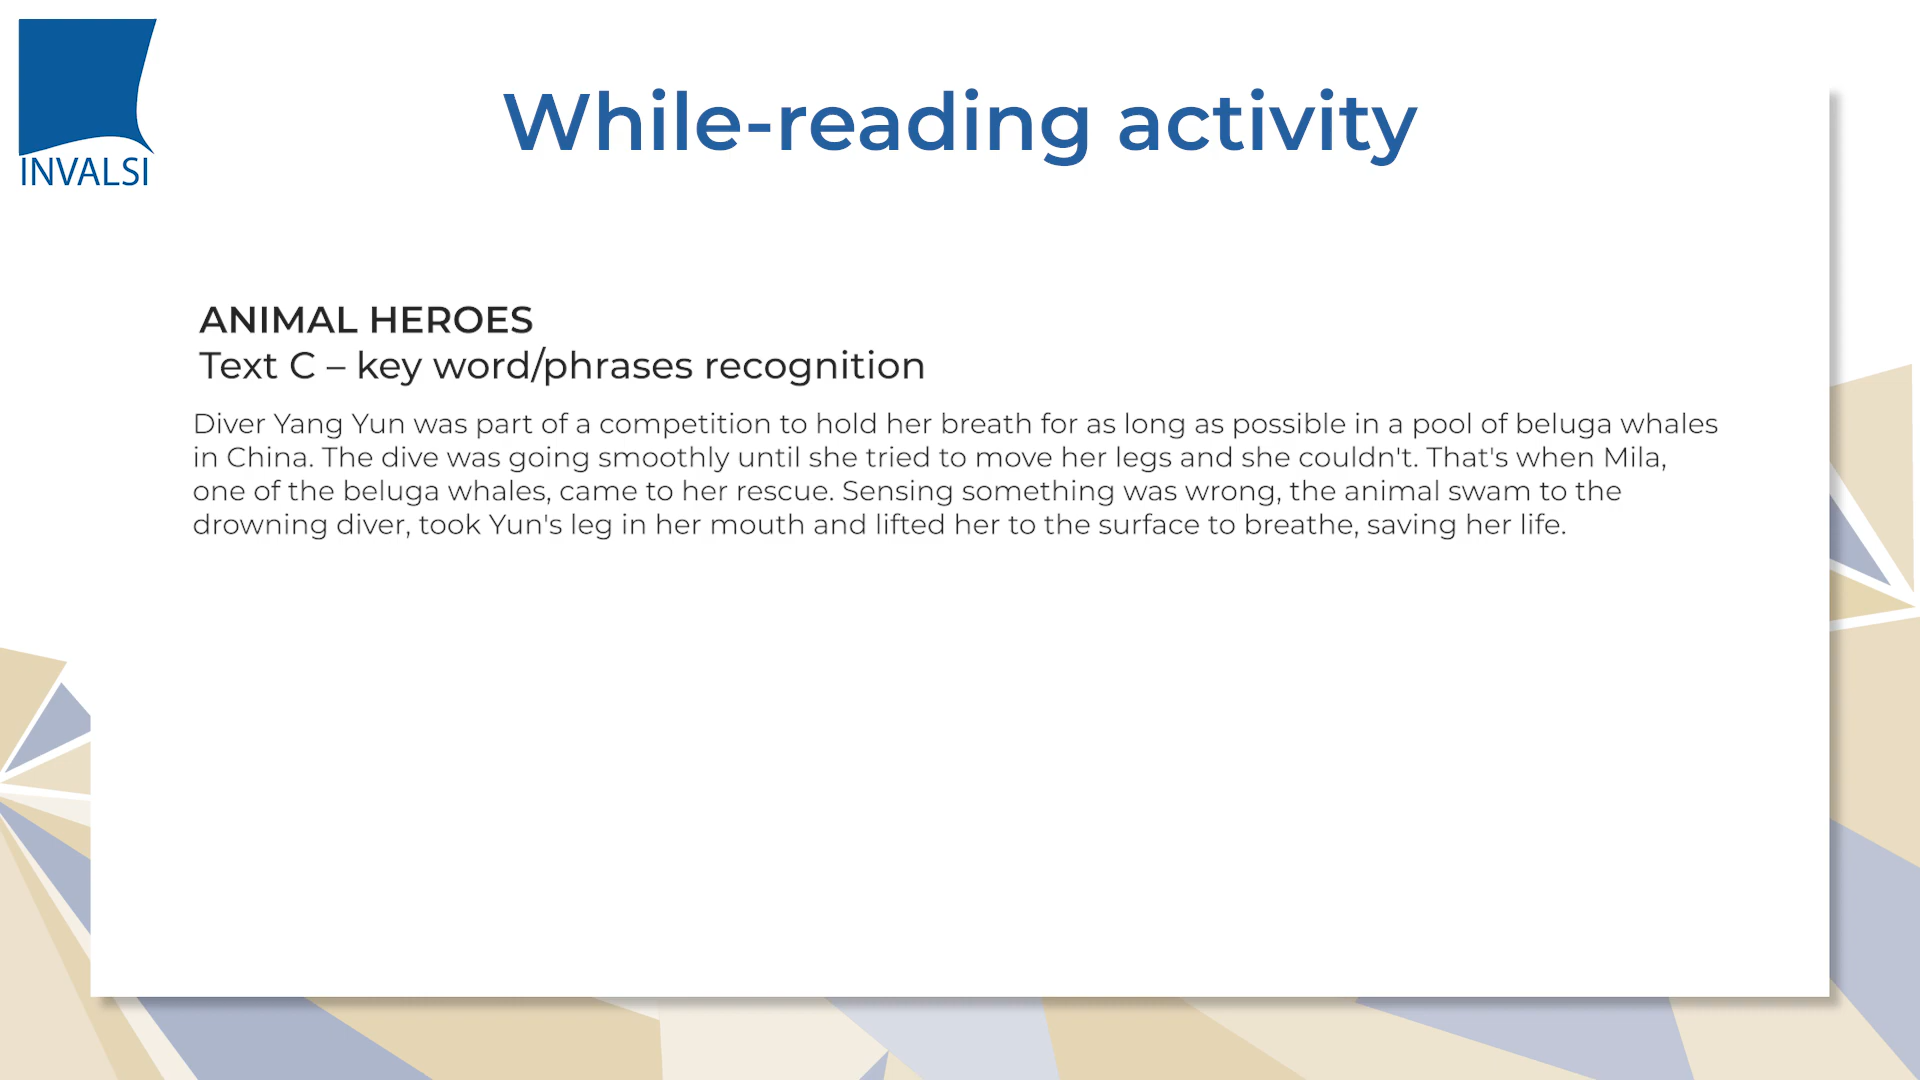 INVALSI
While-reading activity
ANIMAL HEROES
Text C – key word/phrases recognition
Diver Yang Yun was part of a competition to hold her breath for as long as possible in a pool of beluga whales
in China. The dive was going smoothly until she tried to move her legs and she couldn't. That's when Mila,
one of the beluga whales, came to her rescue. Sensing something was wrong, the animal swam to the
drowning diver, took Yun's leg in her mouth and lifted her to the surface to breathe, saving her life.